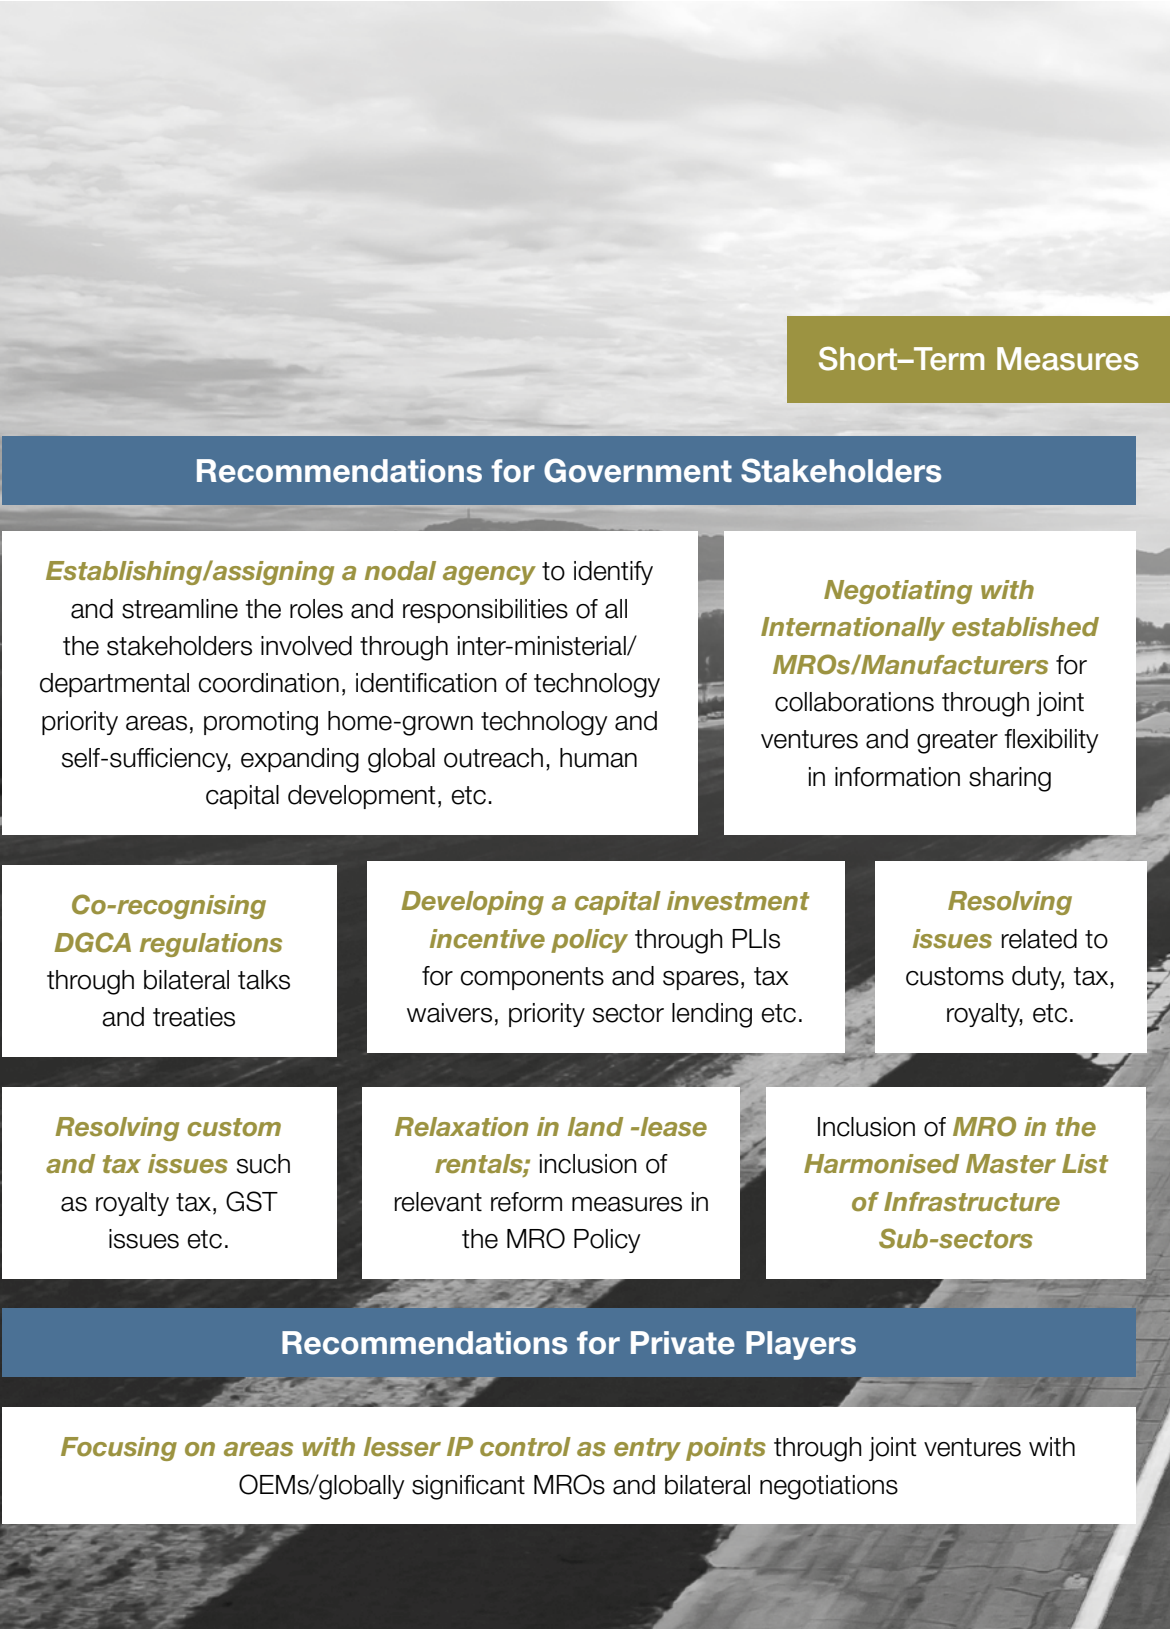 Short–Term Measures
Recommendations for Government Stakeholders
Establishing/assigning a nodal agency to identify
and streamline the roles and responsibilities of all
the stakeholders involved through inter-ministerial/
departmental coordination, identification of technology
priority areas, promoting home-grown technology and
self-sufficiency, expanding global outreach, human
capital development, etc.
Negotiating with
Internationally established
MROs/Manufacturers for
collaborations through joint
ventures and greater flexibility
in information sharing
Co-recognising
DGCA regulations
through bilateral talks
and treaties
Developing a capital investment
incentive policy through PLIs
for components and spares, tax
waivers, priority sector lending etc.
Resolving
issues related to
customs duty, tax,
royalty, etc.
Resolving custom
and tax issues such
as royalty tax, GST
issues etc.
Relaxation in land -lease
rentals; inclusion of
relevant reform measures in
the MRO Policy
Inclusion of MRO in the
Harmonised Master List
of Infrastructure
Sub-sectors
Recommendations for Private Players
Focusing on areas with lesser IP control as entry points through joint ventures with
OEMs/globally significant MROs and bilateral negotiations